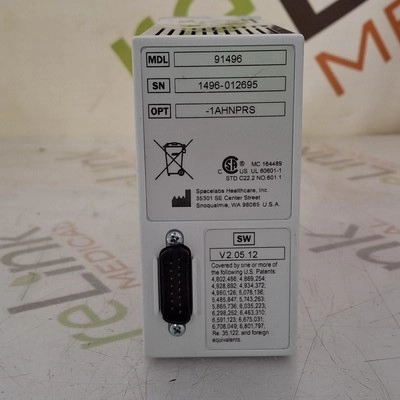 MDL 91496
SN 1496-012695
OPT -1AHNPRS
MC 164489
C US UL 60601-1
STD C22.2 NO.601.1
Spacelabs Healthcare, Inc.
35301 SE Center Street
Snoqualmie, WA 98065 U.S.A.
SW
V2.05.12
Covered by one or more of
the following U.S. Patents
4,802,486; 4,869,254;
4,928,692; 4,934,372;
4,960,126; 5,078,136;
5,485,847; 5,743,263;
5,865,736; 6,035,223;
6,298,252; 6,463,310;
6,591,123; 6,675,031;
6,708,049; 6,801,797;
Re. 35,122, and foreign
equivalents.